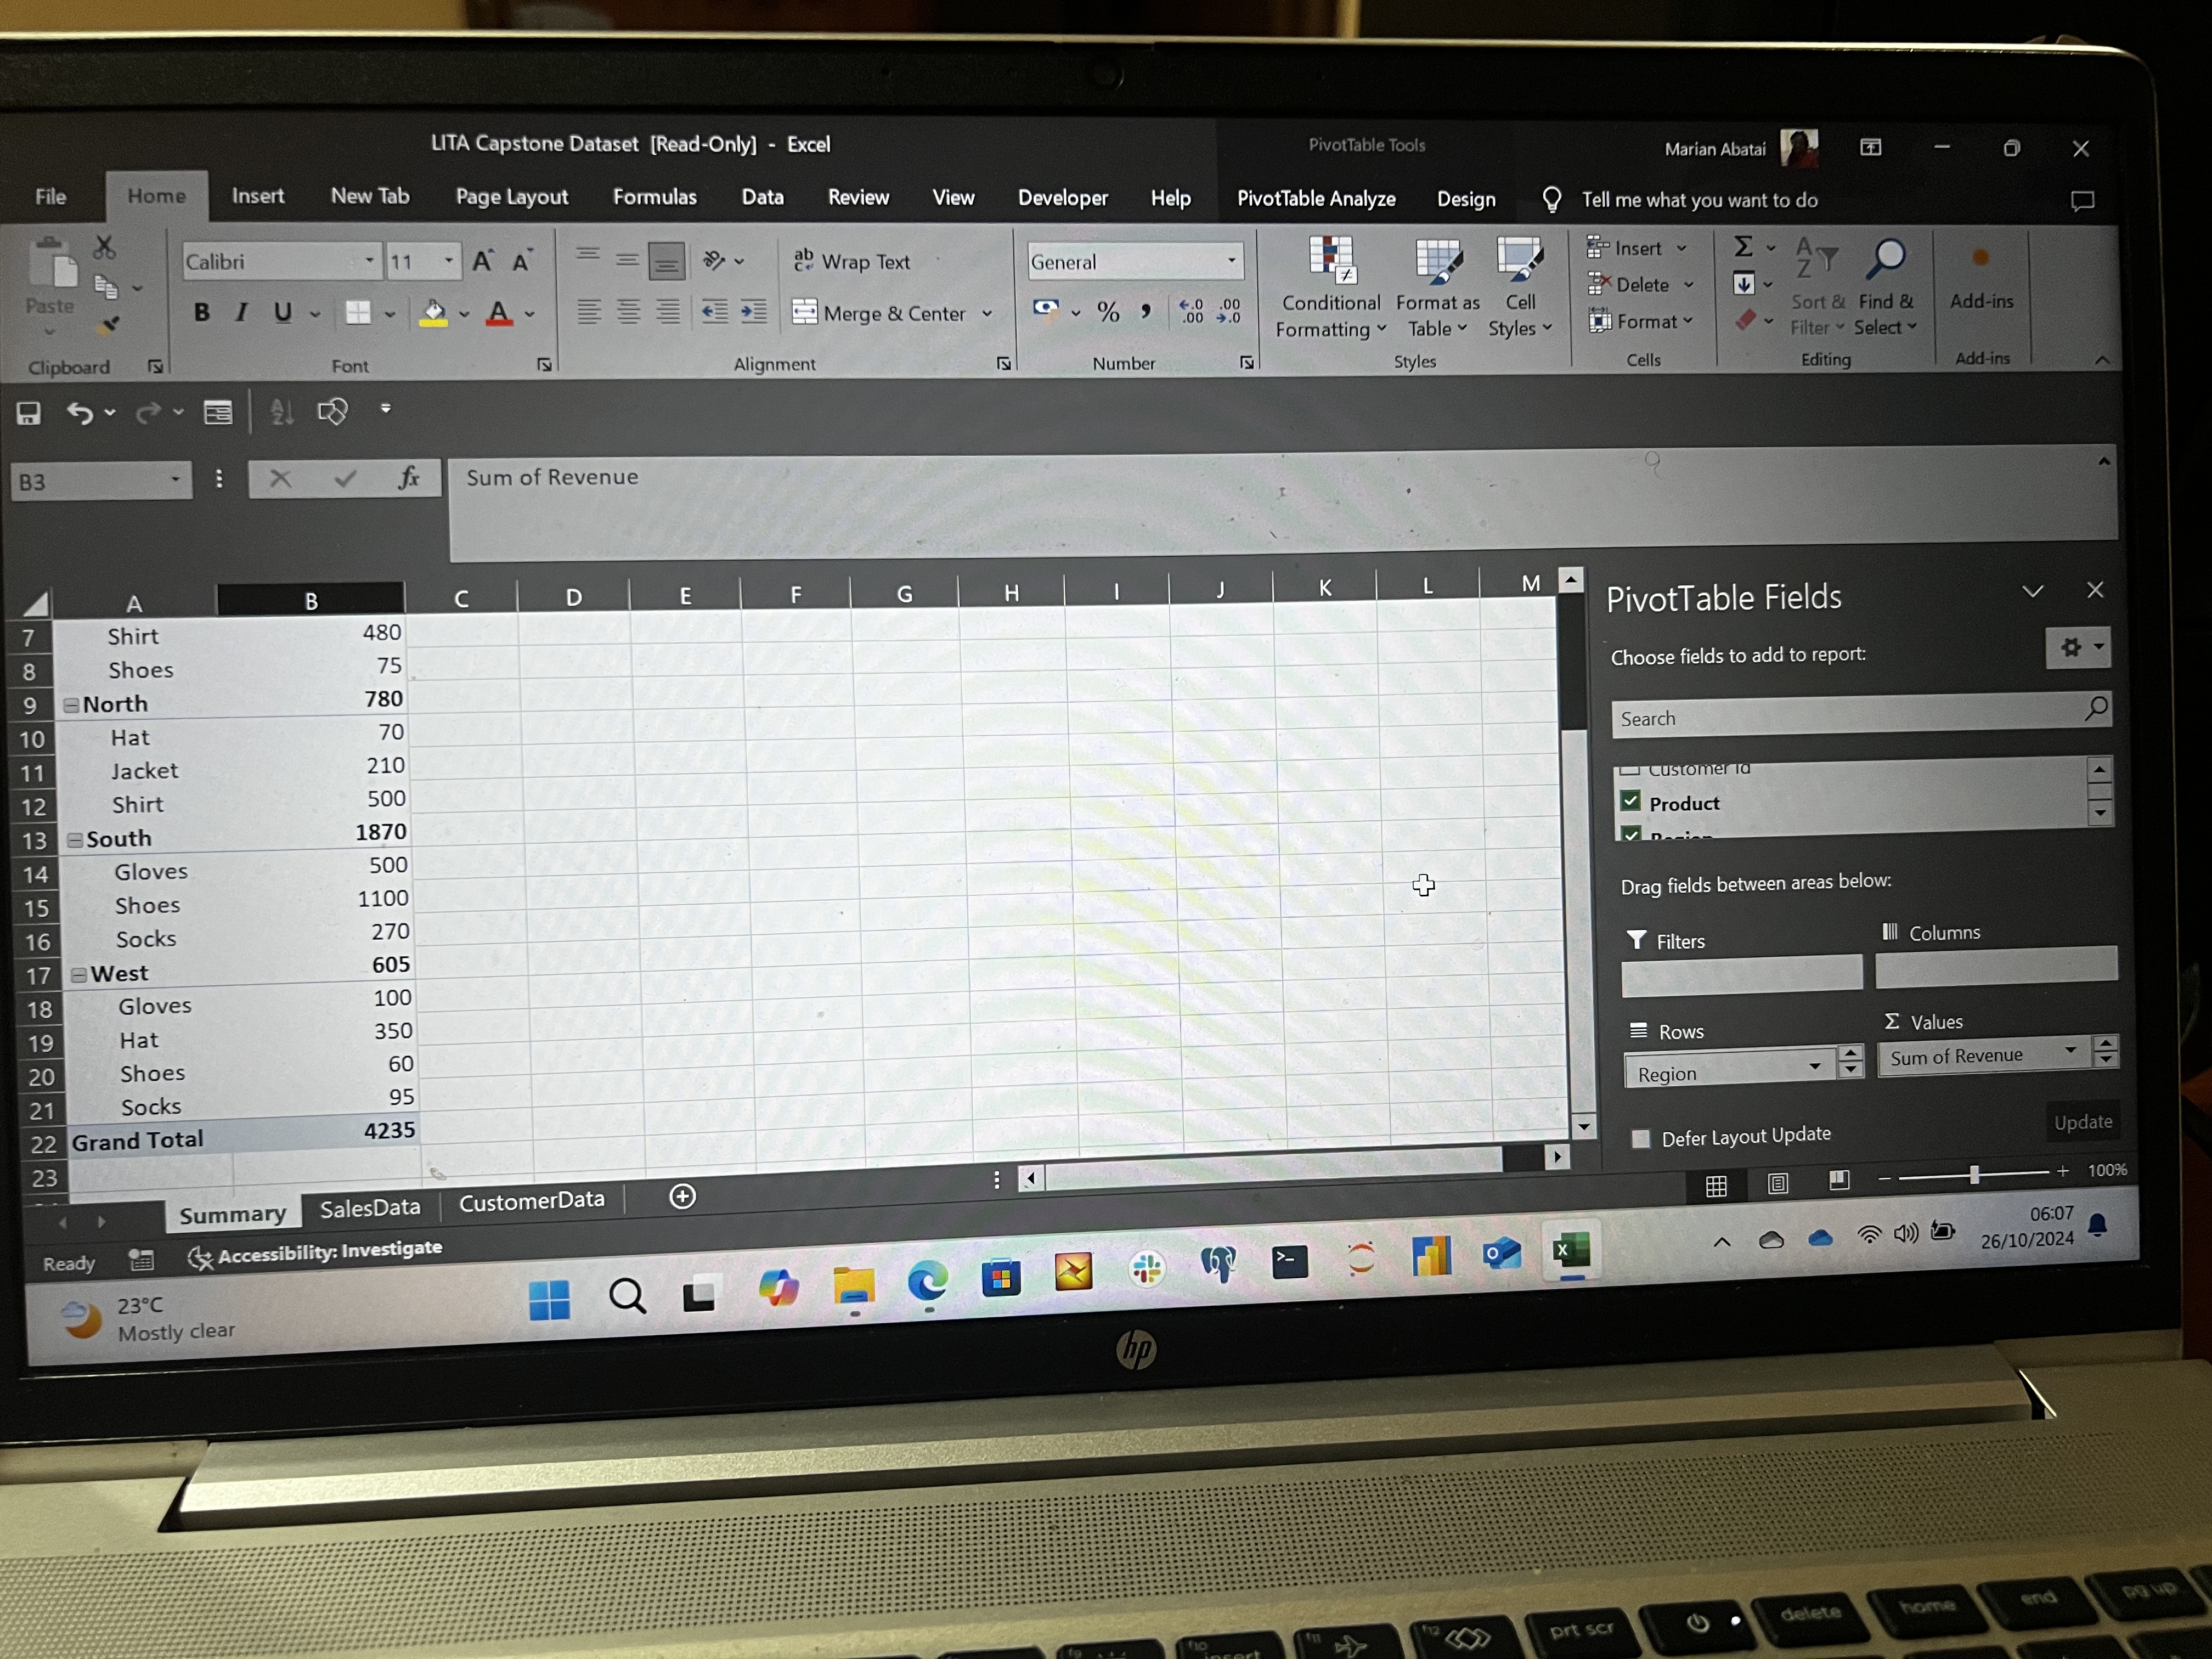 LITA Capstone Dataset [Read-Only] - Excel
PivotTable Tools
Marian Abatai
File Home Insert New Tab Page Layout Formulas Data Review View Developer Help PivotTable Analyze Design Tell me what you want to do
Paste
Clipboard
Calibri 11
B I U
Font
Wrap Text
Merge & Center
Alignment
General
Number
Conditional Formatting
Format as Table
Cell Styles
Styles
Insert
Delete
Format
Cells
Sort & Filter
Find & Select
Editing
Add-ins
Add-ins
B3 fx Sum of Revenue
A B C D E F G H I J K L M
7 Shirt 480
8 Shoes 75
9 North 780
10 Hat 70
11 Jacket 210
12 Shirt 500
13 South 1870
14 Gloves 500
15 Shoes 1100
16 Socks 270
17 West 605
18 Gloves 100
19 Hat 350
20 Shoes 60
21 Socks 95
22 Grand Total 4235
23
PivotTable Fields
Choose fields to add to report:
Search
Customer Id
Product
Region
Drag fields between areas below:
Filters
Columns
Rows
Values
Region
Sum of Revenue
Defer Layout Update
Update
Summary SalesData CustomerData
Ready
Accessibility: Investigate
100%
23°C
Mostly clear
06:07
26/10/2024
hp
f9
f10
insert
f11
f12
prt scr
delete
home
end
pg up